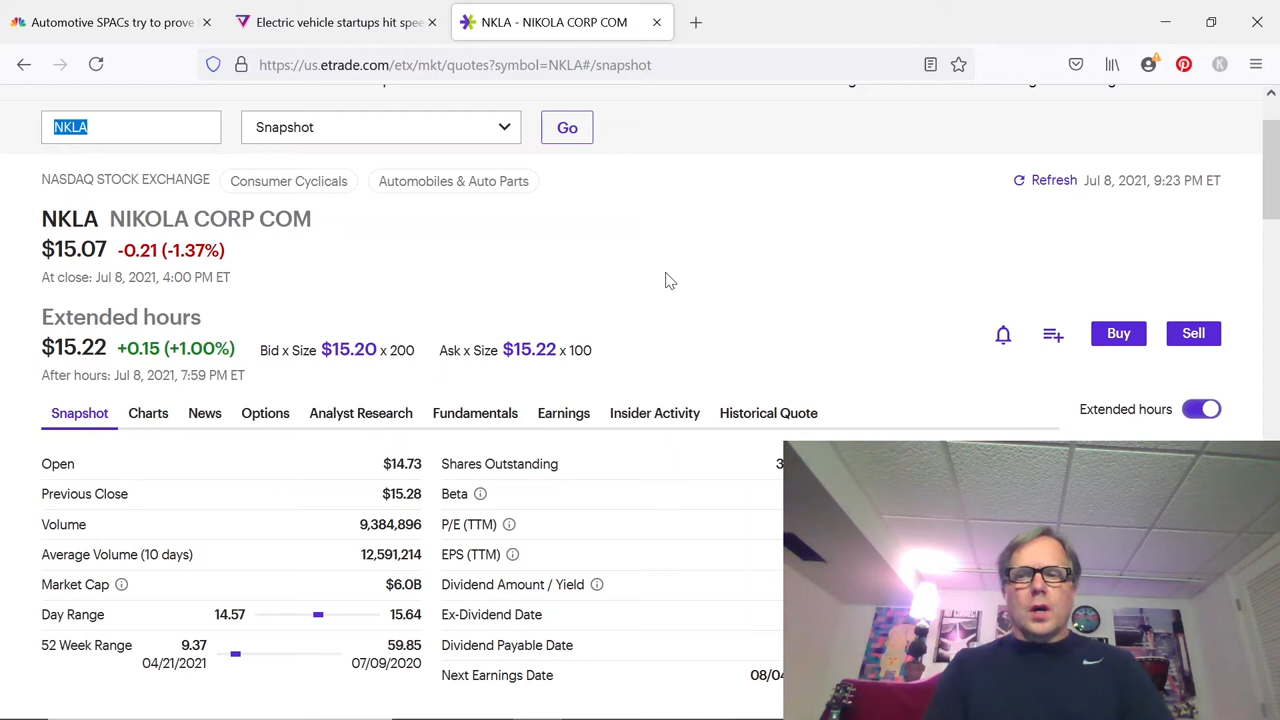 Automotive SPACs try to prove
Electric vehicle startups hit spee
NKLA - NIKOLA CORP COM
https://us.etrade.com/etx/mkt/quotes?symbol=NKLA#/snapshot
NKLA
Snapshot
Go
NASDAQ STOCK EXCHANGE
Consumer Cyclicals
Automobiles & Auto Parts
Refresh Jul 8, 2021, 9:23 PM ET
NKLA NIKOLA CORP COM
$15.07 -0.21 (-1.37%)
At close: Jul 8, 2021, 4:00 PM ET
Extended hours
$15.22 +0.15 (+1.00%) Bid x Size $15.20 x 200 Ask x Size $15.22 x 100
Buy
Sell
After hours: Jul 8, 2021, 7:59 PM ET
Snapshot Charts News Options Analyst Research Fundamentals Earnings Insider Activity Historical Quote
Extended hours
Open $14.73
Shares Outstanding 3
Previous Close $15.28
Beta
Volume 9,384,896
P/E (TTM)
Average Volume (10 days) 12,591,214
EPS (TTM)
Market Cap $6.0B
Dividend Amount / Yield
Day Range 14.57 15.64
Ex-Dividend Date
52 Week Range 9.37 59.85
04/21/2021 07/09/2020
Dividend Payable Date
Next Earnings Date 08/04